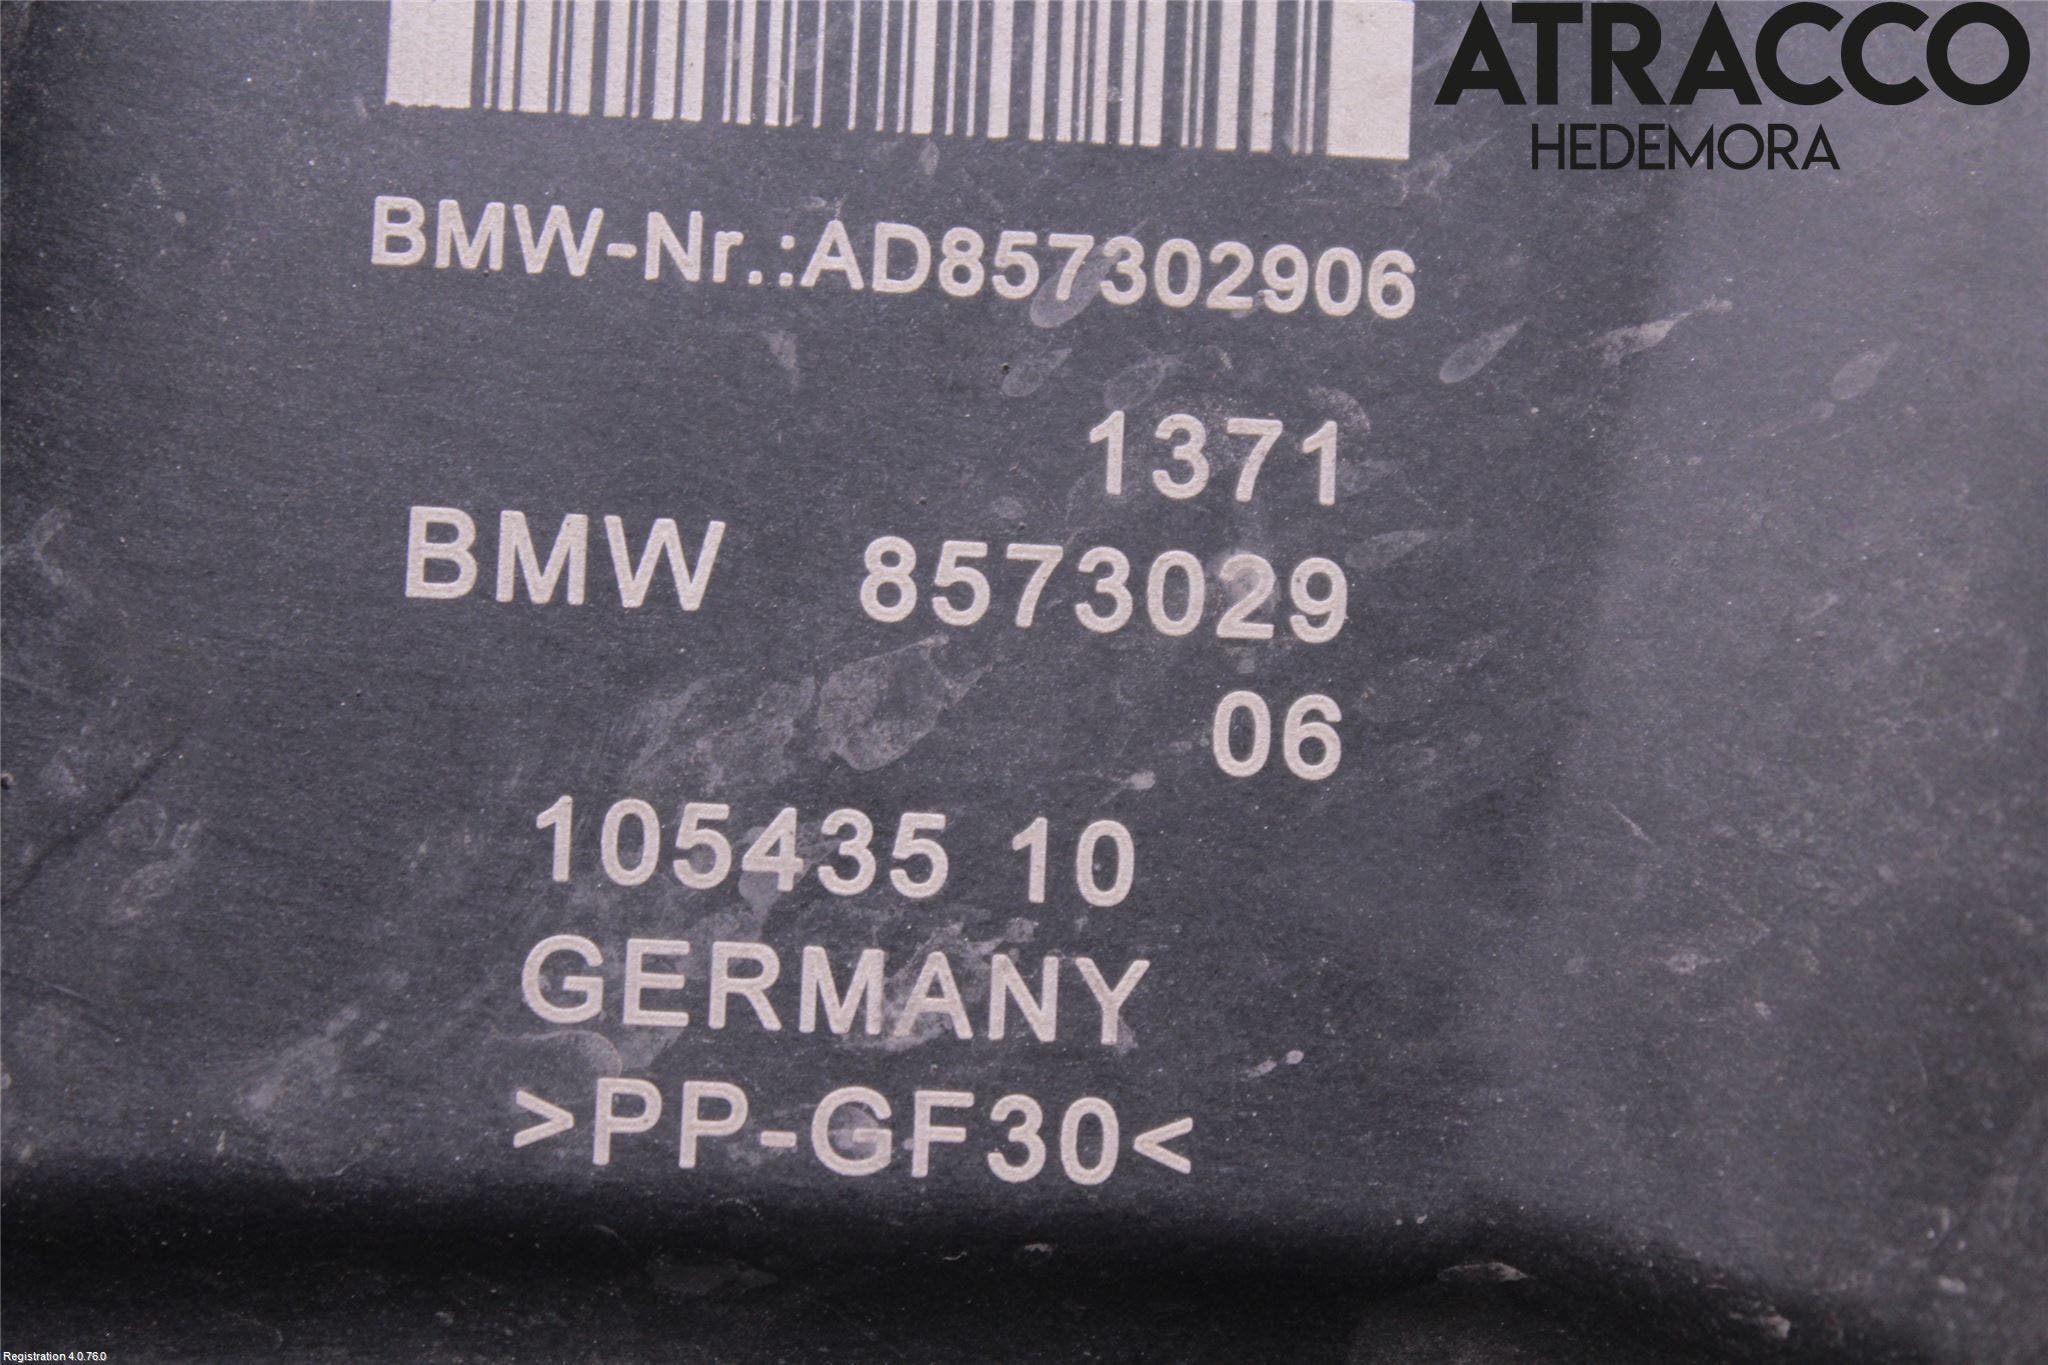 ATRACCO
HEDEMORA
BMW-Nr.:AD857302906
1371
BMW 8573029
06
105435 10
GERMANY
>PP-GF30<
Registration 4.0.76.0